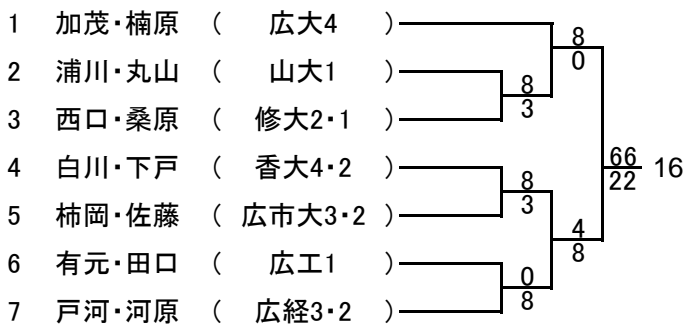 1 加茂・楠原 ( 広大4 )
8
0
2 浦川・丸山 ( 山大1 )
8
3
3 西口・桑原 ( 修大2・1 )
4 白川・下戸 ( 香大4・2 )
66
22
16
8
3
5 柿岡・佐藤 ( 広市大3・2 )
4
8
6 有元・田口 ( 広工1 )
0
8
7 戸河・河原 ( 広経3・2 )